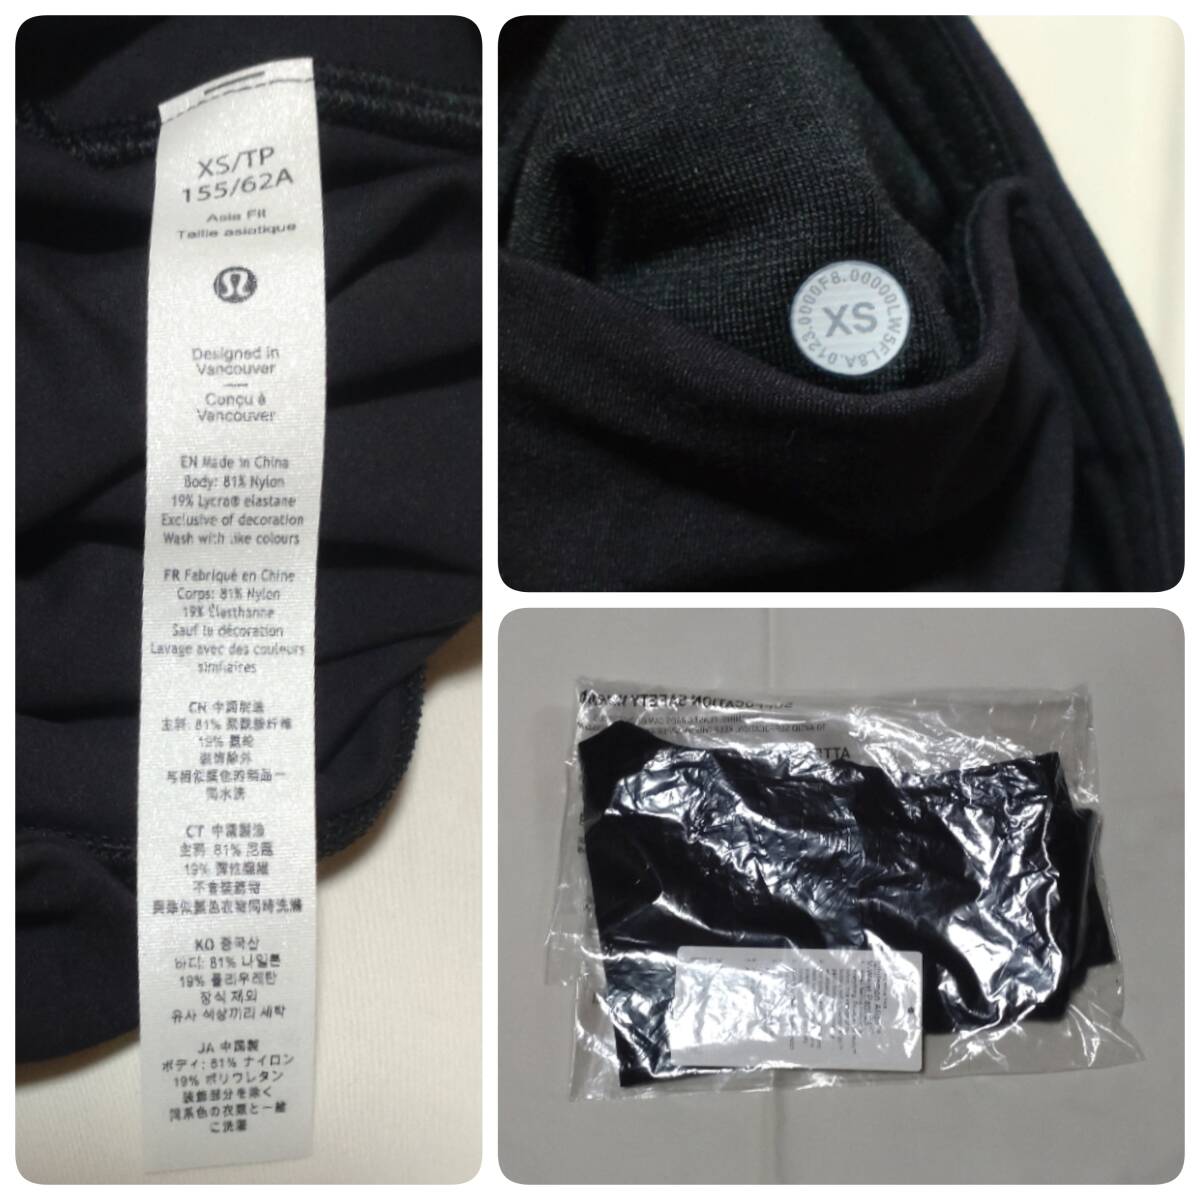 XS/TP
155/62A
Asia Fit
Taille asiatique
Designed in
Vancouver
Conçu à
Vancouver
EN Made in China
Body: 81% Nylon
19% Lycra® elastane
Exclusive of decoration
Wash with like colours
FR Fabriqué en Chine
Corps: 81% Nylon
19% Élasthanne
Sauf la décoration
Lavage avec des couleurs
similaires
CN 中国制造
主料: 81% 聚酰胺纤维
19% 氨纶
装饰除外
与相似颜色的织品一
同水洗
CT 中國製造
主料 81% 尼龍
19% 彈性纖維
不含裝飾物
與類似顏色衣物同時洗滌
KO 중국산
바디: 81% 나일론
19% 폴리우레탄
장식 제외
유사 색상끼리 세탁
JA 中国製
ボディ: 81% ナイロン
19% ポリウレタン
装飾部分を除く
同系色の衣類と一緒
に洗濯
XS
LW5FL8A.0123.0000F8.00000
SUFFOCATION SAFETY